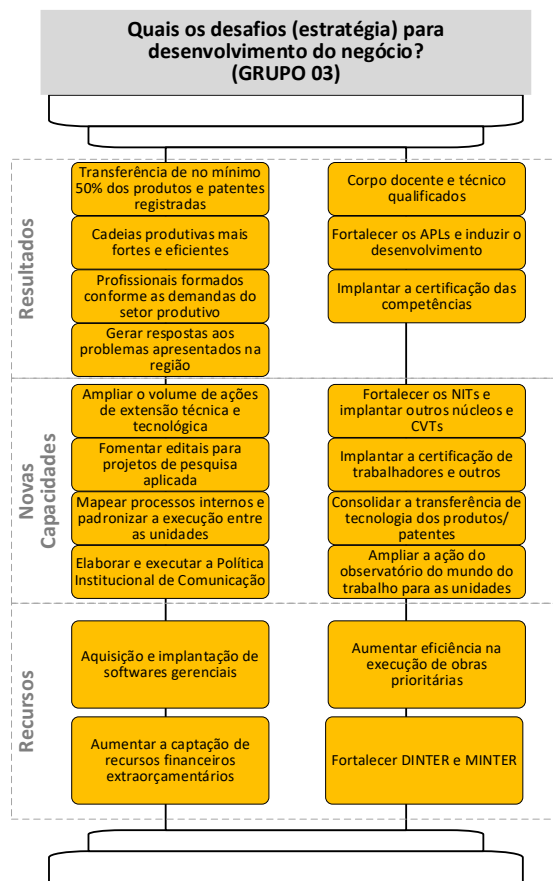 Quais os desafios (estratégia) para
desenvolvimento do negócio?
(GRUPO 03)
Resultados
Transferência de no mínimo
50% dos produtos e patentes
registradas
Corpo docente e técnico
qualificados
Cadeias produtivas mais
fortes e eficientes
Fortalecer os APLs e induzir o
desenvolvimento
Profissionais formados
conforme as demandas do
setor produtivo
Implantar a certificação das
competências
Gerar respostas aos
problemas apresentados na
região
Novas
Capacidades
Ampliar o volume de ações
de extensão técnica e
tecnológica
Fortalecer os NITs e
implantar outros núcleos e
CVTs
Fomentar editais para
projetos de pesquisa
aplicada
Implantar a certificação de
trabalhadores e outros
Mapear processos internos e
padronizar a execução entre
as unidades
Consolidar a transferência de
tecnologia dos produtos/
patentes
Elaborar e executar a Política
Institucional de Comunicação
Ampliar a ação do
observatório do mundo do
trabalho para as unidades
Recursos
Aquisição e implantação de
softwares gerenciais
Aumentar eficiência na
execução de obras
prioritárias
Aumentar a captação de
recursos financeiros
extraorçamentários
Fortalecer DINTER e MINTER